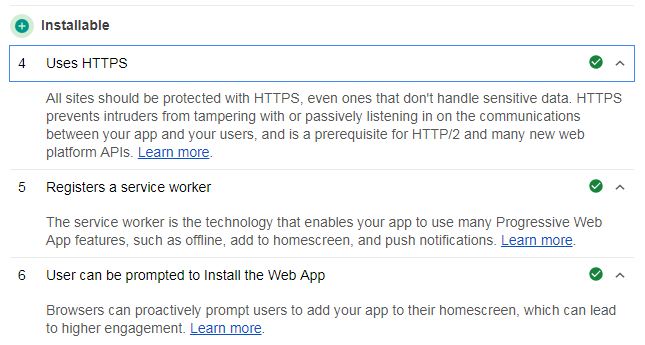 Installable
4 Uses HTTPS
All sites should be protected with HTTPS, even ones that don't handle sensitive data. HTTPS
prevents intruders from tampering with or passively listening in on the communications
between your app and your users, and is a prerequisite for HTTP/2 and many new web
platform APIs. Learn more.
5 Registers a service worker
The service worker is the technology that enables your app to use many Progressive Web
App features, such as offline, add to homescreen, and push notifications. Learn more.
6 User can be prompted to Install the Web App
Browsers can proactively prompt users to add your app to their homescreen, which can lead
to higher engagement. Learn more.